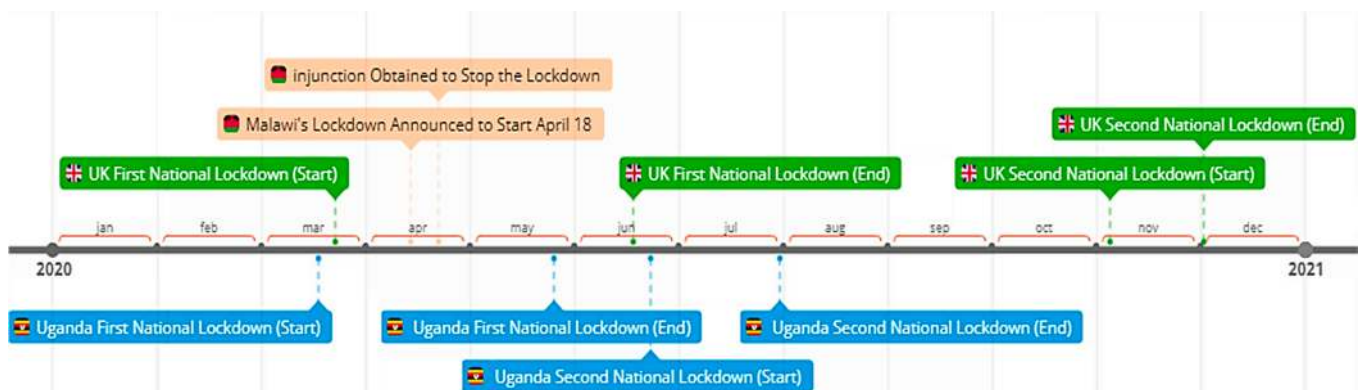 injunction Obtained to Stop the Lockdown
Malawi's Lockdown Announced to Start April 18
UK Second National Lockdown (End)
UK First National Lockdown (Start)
UK First National Lockdown (End)
UK Second National Lockdown (Start)
jan feb mar apr may jun jul aug sep oct nov dec
2020 2021
Uganda First National Lockdown (Start)
Uganda First National Lockdown (End)
Uganda Second National Lockdown (End)
Uganda Second National Lockdown (Start)